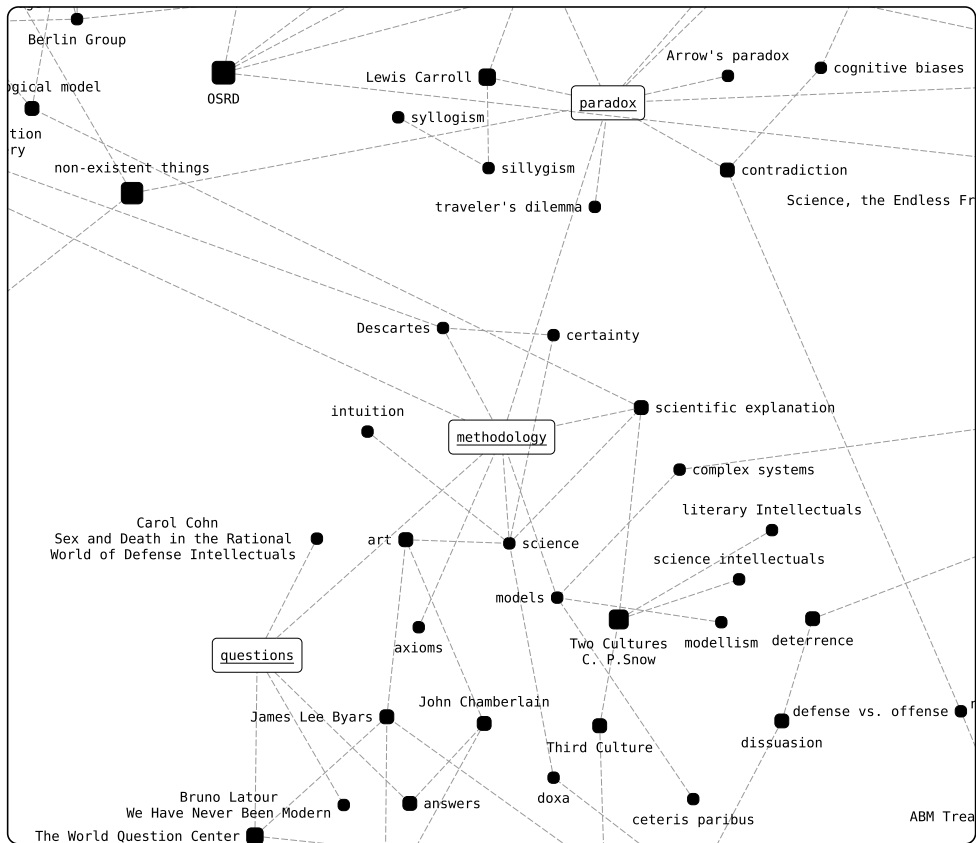 Berlin Group
Arrow's paradox
Lewis Carroll
cognitive biases
ogical model
OSRD
paradox
syllogism
tion
ry
non-existent things
sillygism
contradiction
Science, the Endless Fr
traveler's dilemma
Descartes
certainty
intuition
scientific explanation
methodology
complex systems
literary Intellectuals
Carol Cohn
Sex and Death in the Rational
World of Defense Intellectuals
art
science
science intellectuals
models
axioms
Two Cultures
C. P.Snow
modellism
deterrence
questions
John Chamberlain
James Lee Byars
defense vs. offense
Third Culture
dissuasion
Bruno Latour
We Have Never Been Modern
answers
doxa
ceteris paribus
ABM Trea
The World Question Center